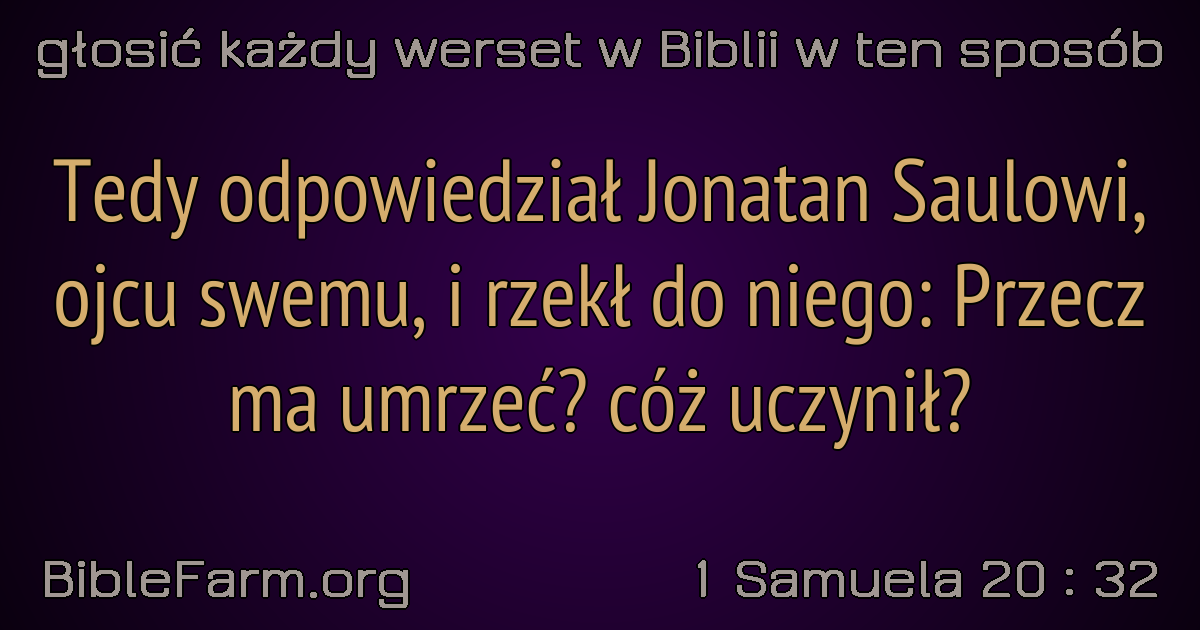 głosić każdy werset w Biblii w ten sposób
Tedy odpowiedział Jonatan Saulowi,
ojcu swemu, i rzekł do niego: Przecz
ma umrzeć? cóż uczynił?
BibleFarm.org
1 Samuela 20 : 32